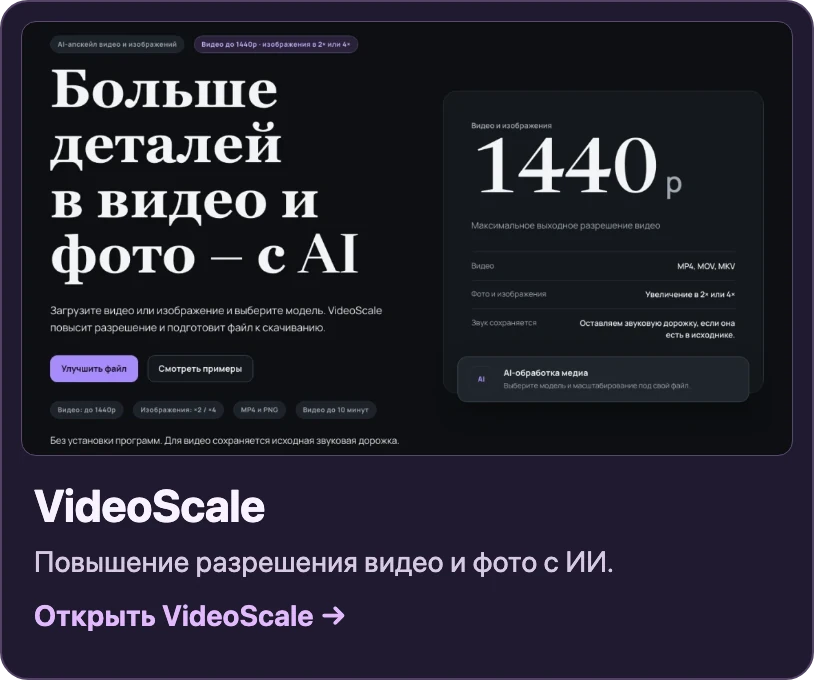 AI-апскейл видео и изображений
Видео до 1440p · изображения в 2× или 4×
Больше
деталей
в видео и
фото — с AI
Загрузите видео или изображение и выберите модель. VideoScale
повысит разрешение и подготовит файл к скачиванию.
Улучшить файл
Смотреть примеры
Видео: до 1440p
Изображения: ×2 / ×4
MP4 и PNG
Видео до 10 минут
Без установки программ. Для видео сохраняется исходная звуковая дорожка.
Видео и изображения
1440 p
Максимальное выходное разрешение видео
Видео
MP4, MOV, MKV
Фото и изображения
Увеличение в 2× или 4×
Звук сохраняется
Оставляем звуковую дорожку, если она
есть в исходнике.
AI
AI-обработка медиа
Выберите модель и масштабирование под свой файл.
VideoScale
Повышение разрешения видео и фото с ИИ.
Открыть VideoScale →